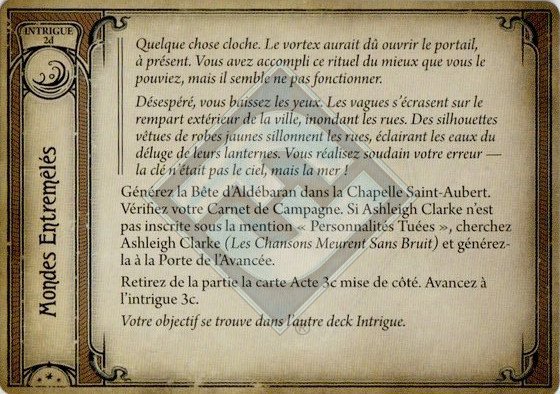 INTRIGUE
2d
Mondes Entremêlés
Quelque chose cloche. Le vortex aurait dû ouvrir le portail,
à présent. Vous avez accompli ce rituel du mieux que vous le
pouviez, mais il semble ne pas fonctionner.
Désespéré, vous baissez les yeux. Les vagues s'écrasent sur le
rempart extérieur de la ville, inondant les rues. Des silhouettes
vêtues de robes jaunes sillonnent les rues, éclairant les eaux du
déluge de leurs lanternes. Vous réalisez soudain votre erreur —
la clé n'était pas le ciel, mais la mer !
Générez la Bête d'Aldébaran dans la Chapelle Saint-Aubert.
Vérifiez votre Carnet de Campagne. Si Ashleigh Clarke n'est
pas inscrite sous la mention « Personnalités Tuées », cherchez
Ashleigh Clarke (Les Chansons Meurent Sans Bruit) et générez-
la à la Porte de l'Avancée.
Retirez de la partie la carte Acte 3c mise de côté. Avancez à
l'intrigue 3c.
Votre objectif se trouve dans l'autre deck Intrigue.